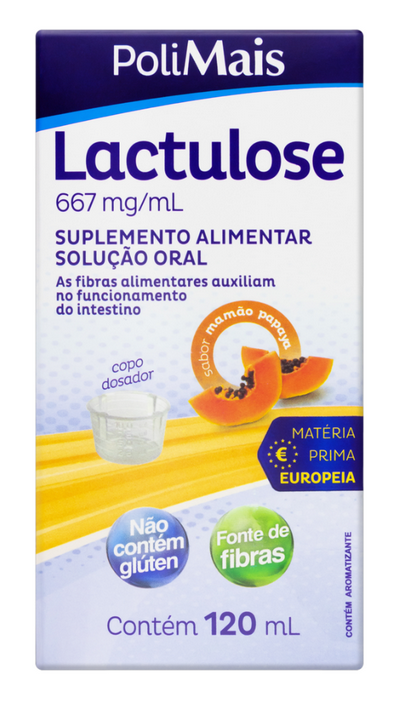 PoliMais
Lactulose
667 mg/mL
SUPLEMENTO ALIMENTAR
SOLUÇÃO ORAL
As fibras alimentares auxiliam
no funcionamento
do intestino
sabor mamão papaya
copo
dosador
MATÉRIA
€ PRIMA
EUROPEIA
Não
contém
glúten
Fonte de
fibras
CONTÉM AROMATIZANTE
Contém 120 mL